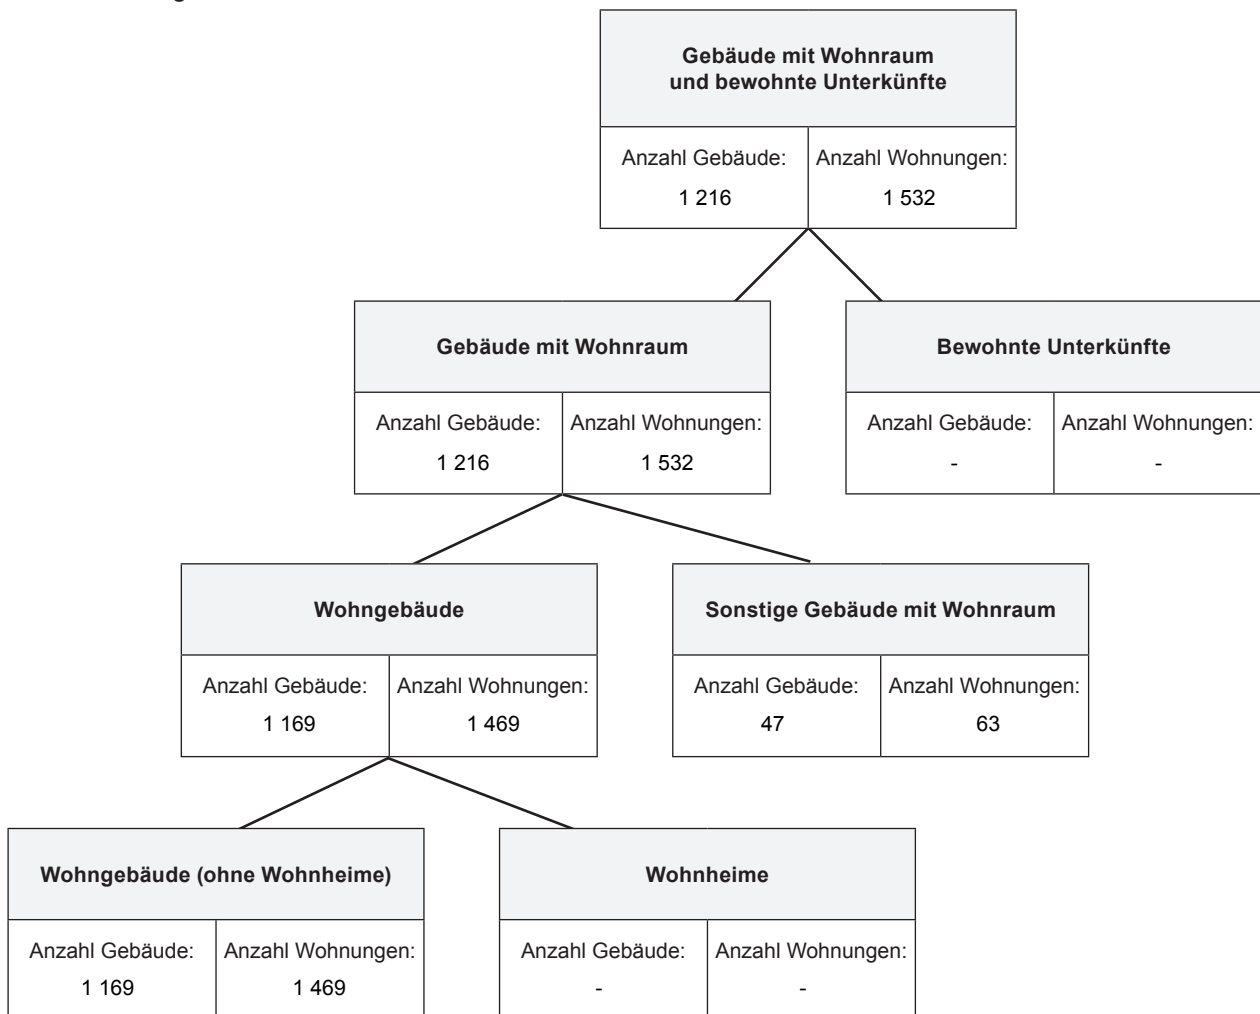 Gebäude mit Wohnraum
und bewohnte Unterkünfte
Anzahl Gebäude: Anzahl Wohnungen:
1 216 1 532
Gebäude mit Wohnraum
Anzahl Gebäude: Anzahl Wohnungen:
1 216 1 532
Bewohnte Unterkünfte
Anzahl Gebäude: Anzahl Wohnungen:
- -
Wohngebäude
Anzahl Gebäude: Anzahl Wohnungen:
1 169 1 469
Sonstige Gebäude mit Wohnraum
Anzahl Gebäude: Anzahl Wohnungen:
47 63
Wohngebäude (ohne Wohnheime)
Anzahl Gebäude: Anzahl Wohnungen:
1 169 1 469
Wohnheime
Anzahl Gebäude: Anzahl Wohnungen:
- -